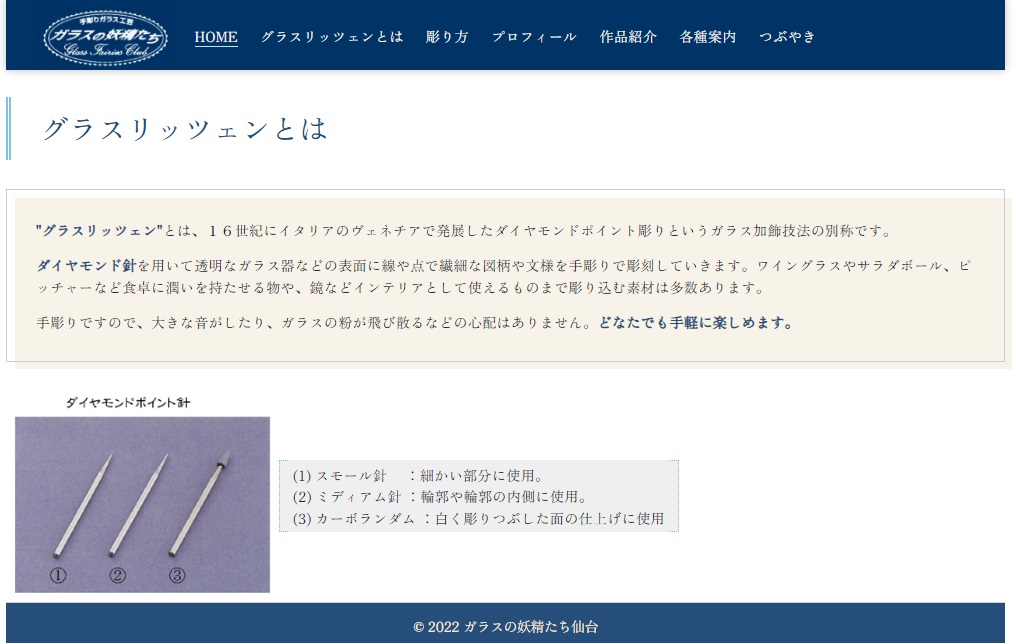 手彫りガラス工芸
ガラスの妖精たち
Glass Fairies Club
HOME グラスリッツェンとは 彫り方 プロフィール 作品紹介 各種案内 つぶやき
グラスリッツェンとは
"グラスリッツェン"とは、１６世紀にイタリアのヴェネチアで発展したダイヤモンドポイント彫りというガラス加飾技法の別称です。
ダイヤモンド針を用いて透明なガラス器などの表面に線や点で繊細な図柄や文様を手彫りで彫刻していきます。ワイングラスやサラダボール、ピ
ッチャーなど食卓に潤いを持たせる物や、鏡などインテリアとして使えるものまで彫り込む素材は多数あります。
手彫りですので、大きな音がしたり、ガラスの粉が飛び散るなどの心配はありません。どなたでも手軽に楽しめます。
ダイヤモンドポイント針
① ② ③
(1) スモール針　：細かい部分に使用。
(2) ミディアム針：輪郭や輪郭の内側に使用。
(3) カーボランダム：白く彫りつぶした面の仕上げに使用
© 2022 ガラスの妖精たち仙台